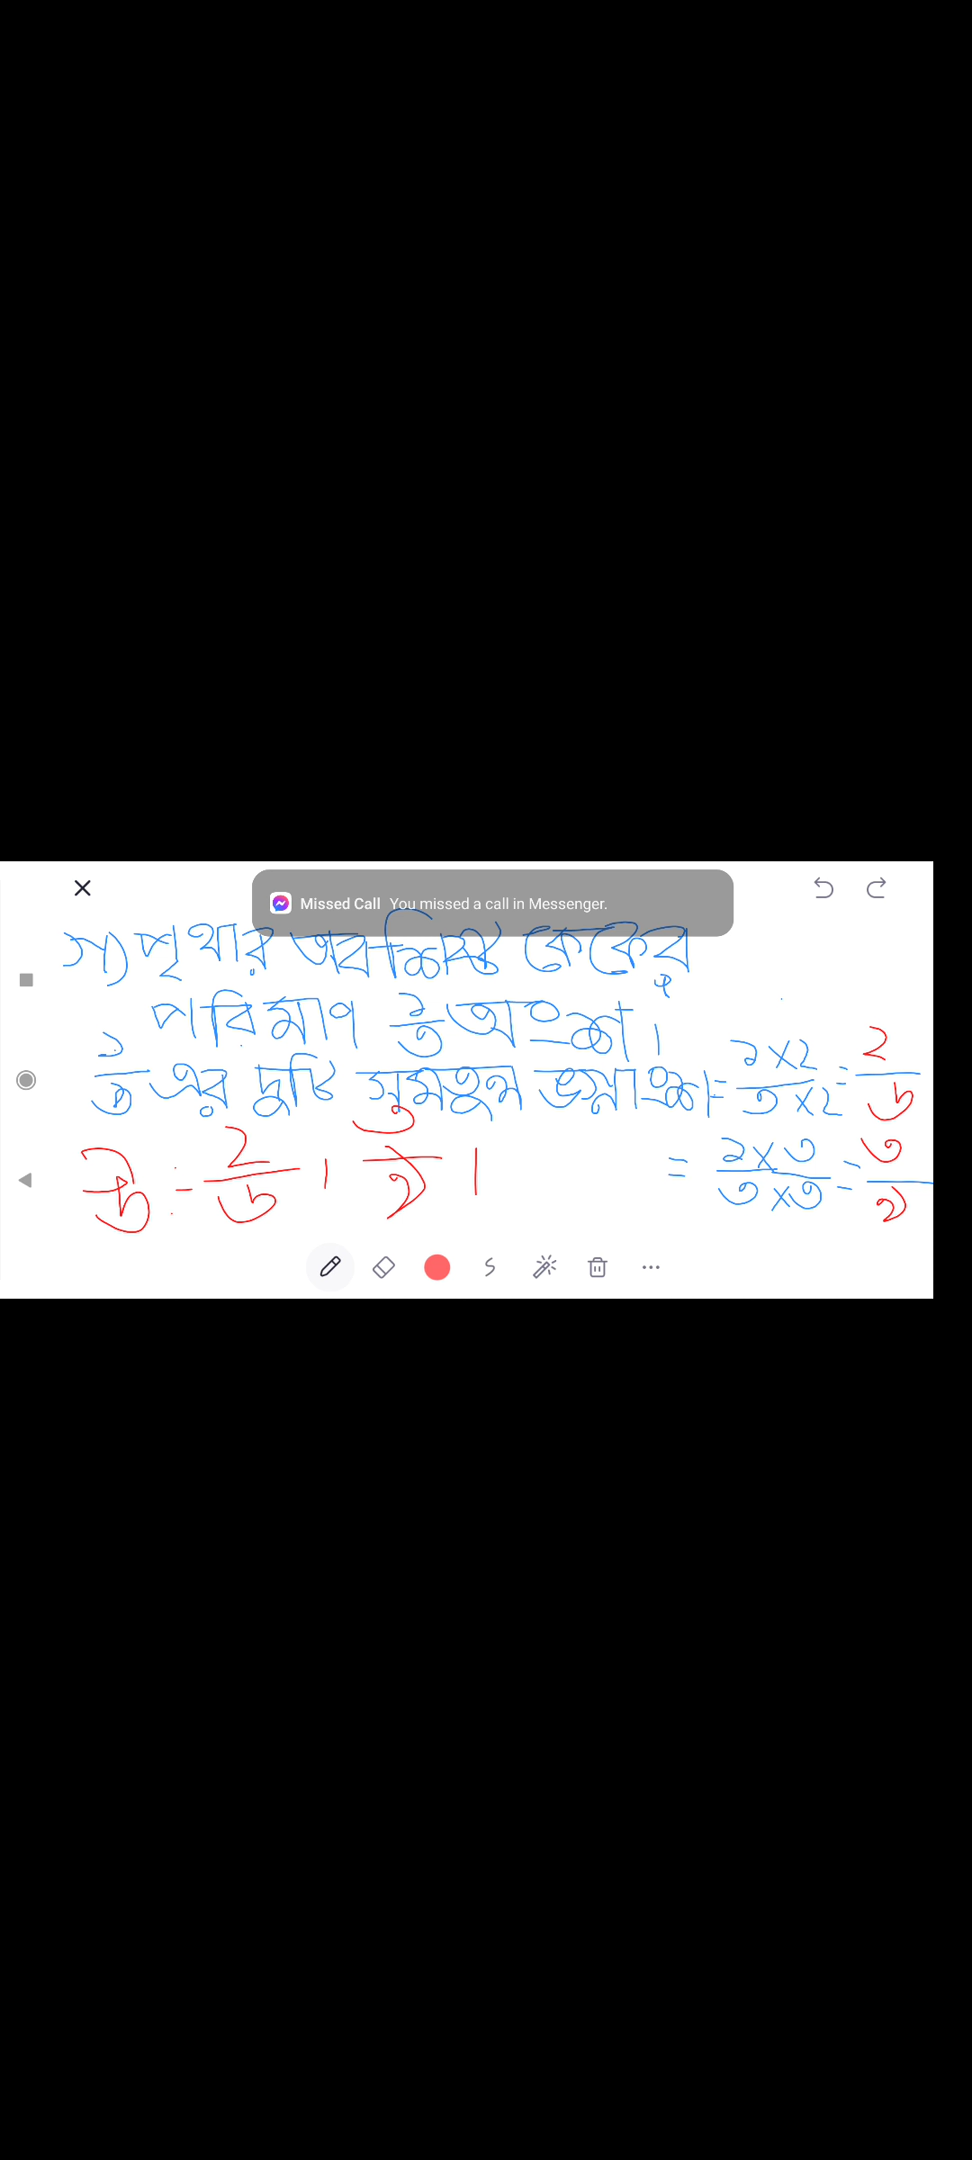 Missed Call You missed a call in Messenger.
গ) পৃথার অবশিষ্ট কেকের
পরিমাণ ১/৩ অংশ।
১/৩ এর দুটি সমতুল ভগ্নাংশ = ১×২/৩×২ = ২/৬
= ১×৩/৩×৩ = ৩/৯
উঃ ২/৬ , ৩/৯ ।